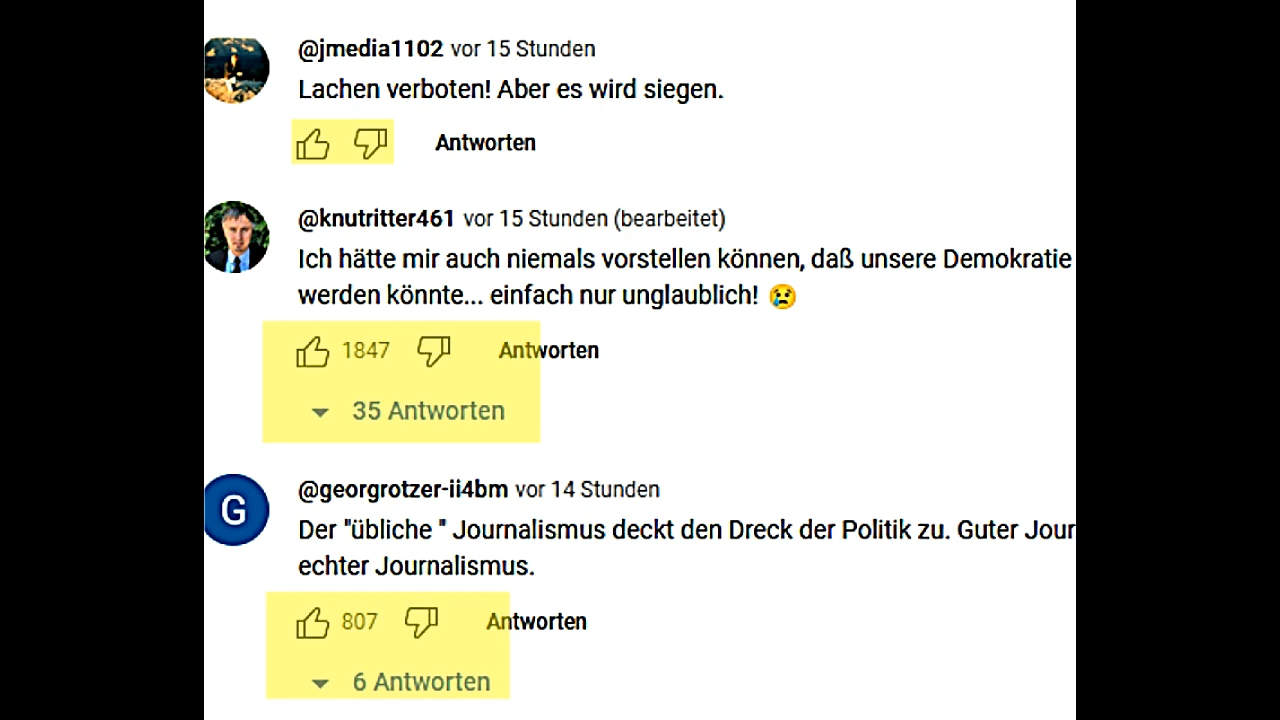 @jmedia1102 vor 15 Stunden
Lachen verboten! Aber es wird siegen.
Antworten
@knutritter461 vor 15 Stunden (bearbeitet)
Ich hätte mir auch niemals vorstellen können, daß unsere Demokratie
werden könnte... einfach nur unglaublich! 😢
1847 Antworten
35 Antworten
G
@georgrotzer-ii4bm vor 14 Stunden
Der "übliche " Journalismus deckt den Dreck der Politik zu. Guter Jour
echter Journalismus.
807 Antworten
6 Antworten